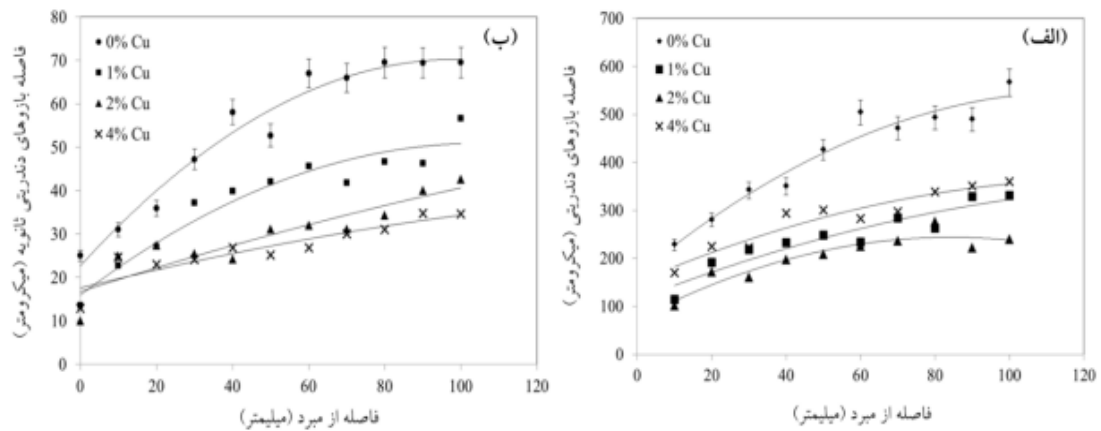 (الف)
0% Cu
1% Cu
2% Cu
4% Cu
700
600
500
400
300
200
100
0
0 20 40 60 80 100 120
فاصله بازوهای دندریتی (میکرومتر)
فاصله از مبرد (میلیمتر)
(ب)
0% Cu
1% Cu
2% Cu
4% Cu
80
70
60
50
40
30
20
10
0
0 20 40 60 80 100 120
فاصله بازوهای دندریتی ثانویه (میکرومتر)
فاصله از مبرد (میلیمتر)